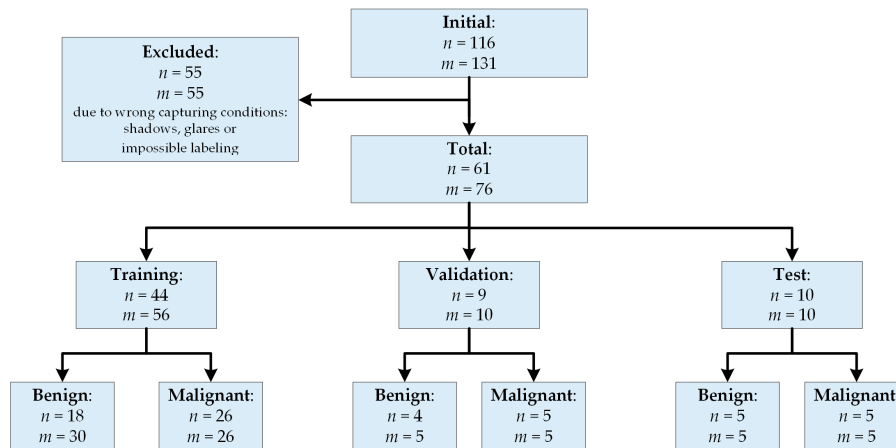 Initial:
n = 116
m = 131
Excluded:
n = 55
m = 55
due to wrong capturing conditions:
shadows, glares or
impossible labeling
Total:
n = 61
m = 76
Training:
n = 44
m = 56
Validation:
n = 9
m = 10
Test:
n = 10
m = 10
Benign:
n = 18
m = 30
Malignant:
n = 26
m = 26
Benign:
n = 4
m = 5
Malignant:
n = 5
m = 5
Benign:
n = 5
m = 5
Malignant
n = 5
m = 5